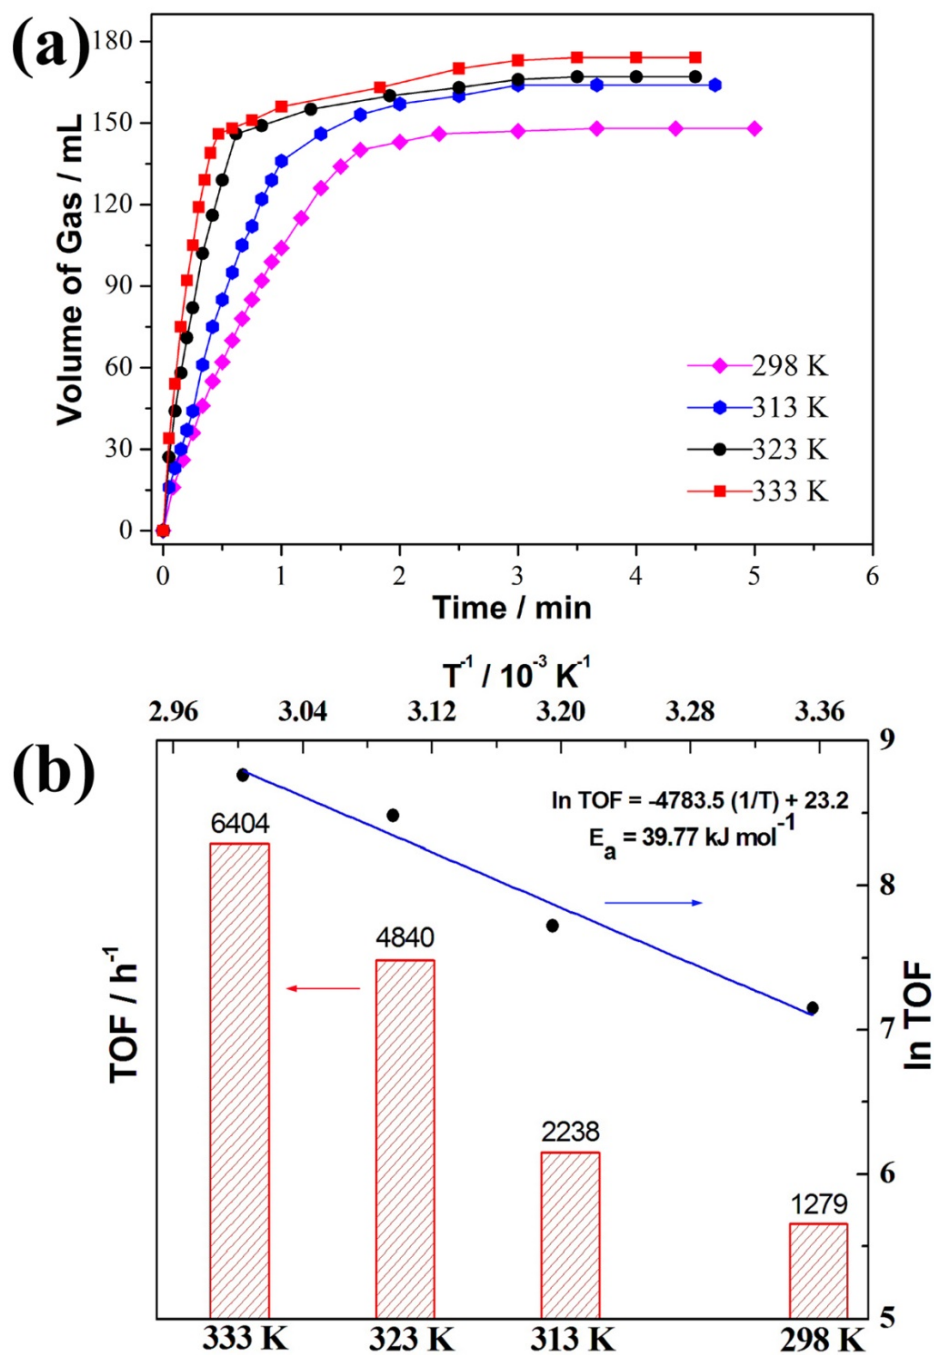 (a)
180
150
120
90
60
30
0
Volume of Gas / mL
298 K
313 K
323 K
333 K
0 1 2 3 4 5 6
Time / min
T⁻¹ / 10⁻³ K⁻¹
2.96 3.04 3.12 3.20 3.28 3.36
(b)
9
8
7
6
5
ln TOF = -4783.5 (1/T) + 23.2
Eₐ = 39.77 kJ mol⁻¹
6404
4840
2238
1279
TOF / h⁻¹
ln TOF
333 K 323 K 313 K 298 K